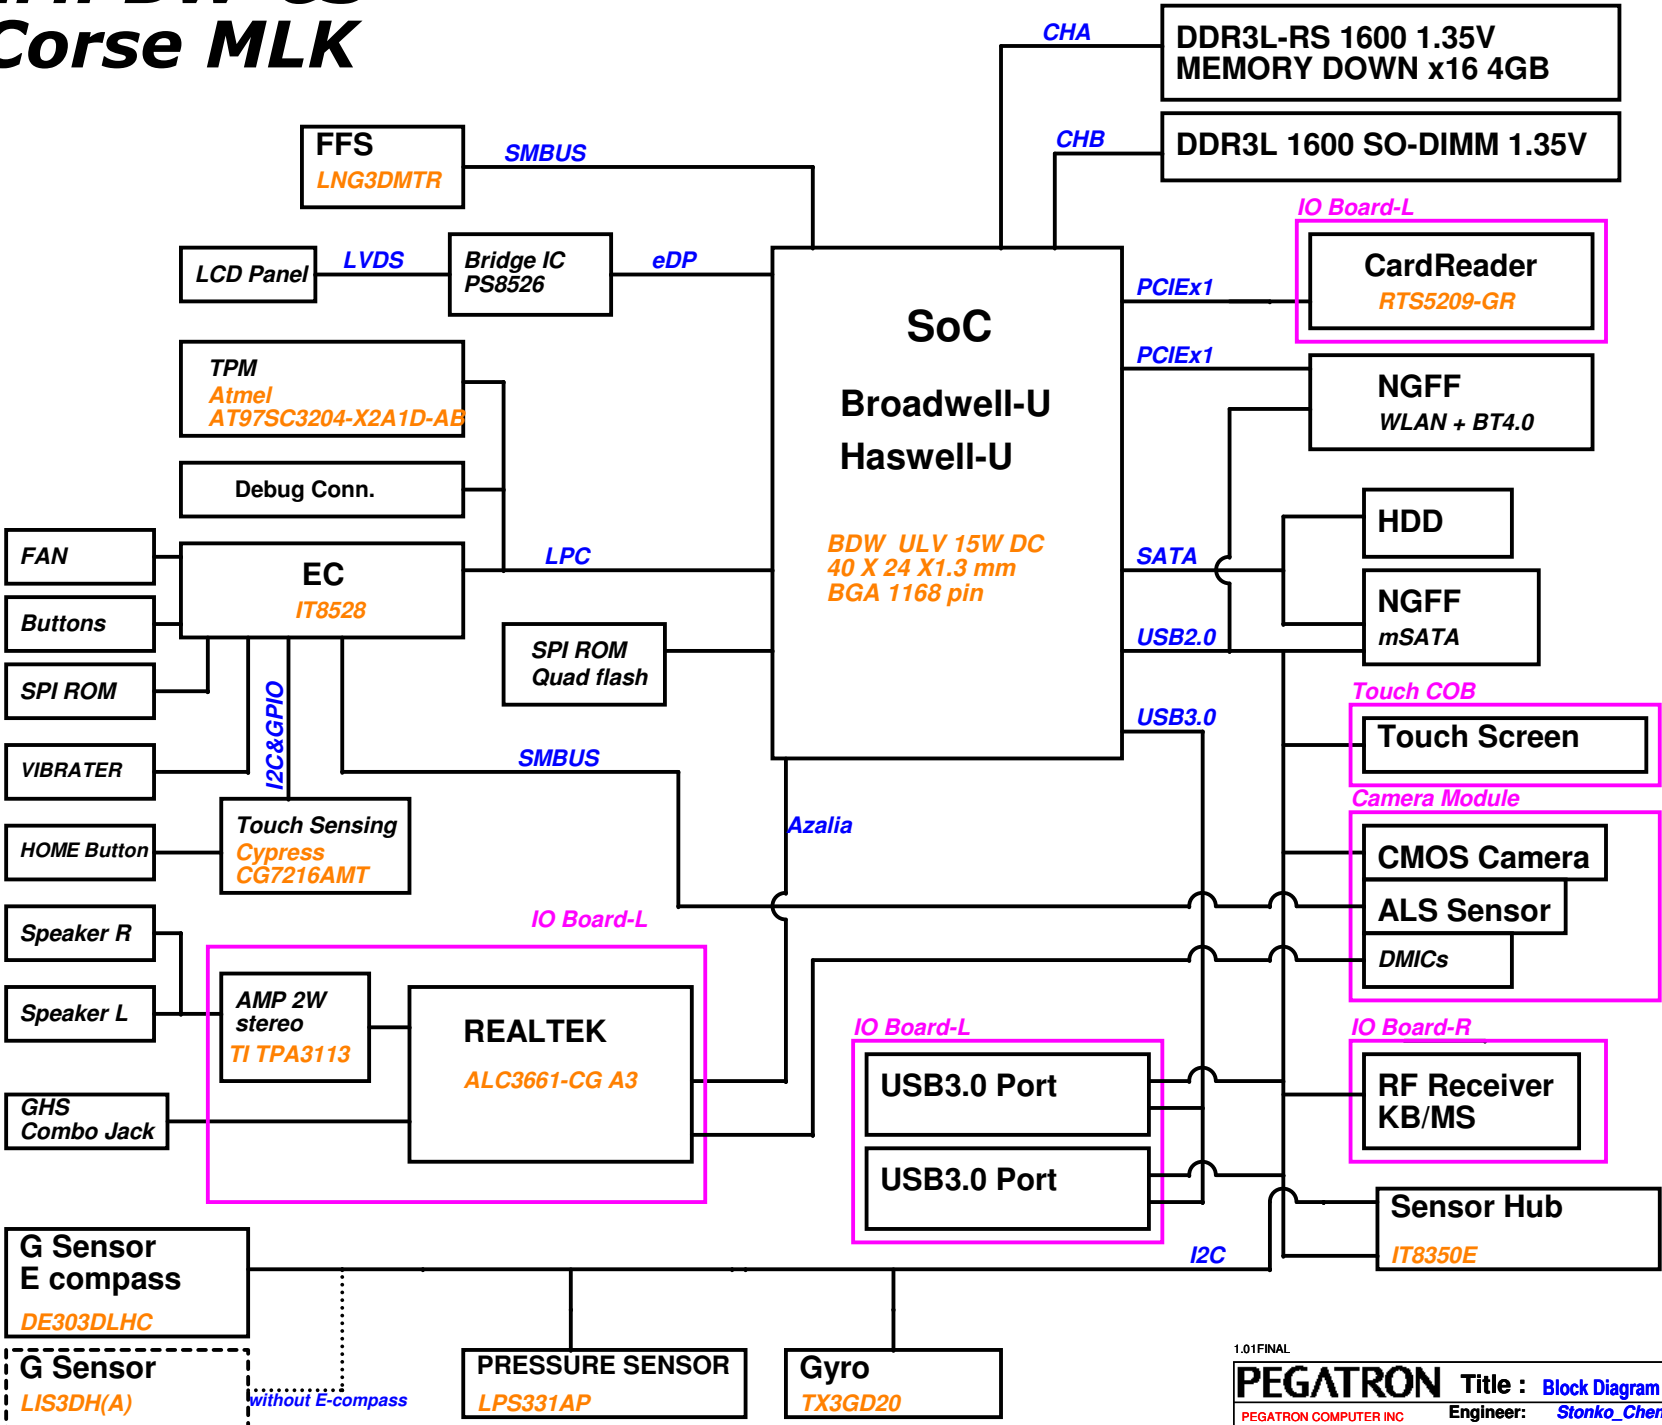 Corse MLK
CHA
DDR3L-RS 1600 1.35V
MEMORY DOWN x16 4GB
CHB
DDR3L 1600 SO-DIMM 1.35V
FFS
LNG3DMTR
SMBUS
IO Board-L
CardReader
RTS5209-GR
PCIEx1
LCD Panel
LVDS
Bridge IC
PS8526
eDP
SoC
Broadwell-U
Haswell-U
BDW ULV 15W DC
40 X 24 X1.3 mm
BGA 1168 pin
PCIEx1
NGFF
WLAN + BT4.0
TPM
Atmel
AT97SC3204-X2A1D-AB
Debug Conn.
HDD
SATA
NGFF
mSATA
USB2.0
FAN
Buttons
SPI ROM
VIBRATER
HOME Button
EC
IT8528
LPC
SPI ROM
Quad flash
I2C&GPIO
SMBUS
USB3.0
Touch COB
Touch Screen
Camera Module
CMOS Camera
ALS Sensor
DMICs
Touch Sensing
Cypress
CG7216AMT
Azalia
Speaker R
Speaker L
IO Board-L
AMP 2W
stereo
TI TPA3113
REALTEK
ALC3661-CG A3
GHS
Combo Jack
IO Board-L
USB3.0 Port
USB3.0 Port
IO Board-R
RF Receiver
KB/MS
Sensor Hub
IT8350E
I2C
G Sensor
E compass
DE303DLHC
G Sensor
LIS3DH(A)
without E-compass
PRESSURE SENSOR
LPS331AP
Gyro
TX3GD20
1.01FINAL
PEGATRON
Title : Block Diagram
PEGATRON COMPUTER INC
Engineer: Stonko_Chen